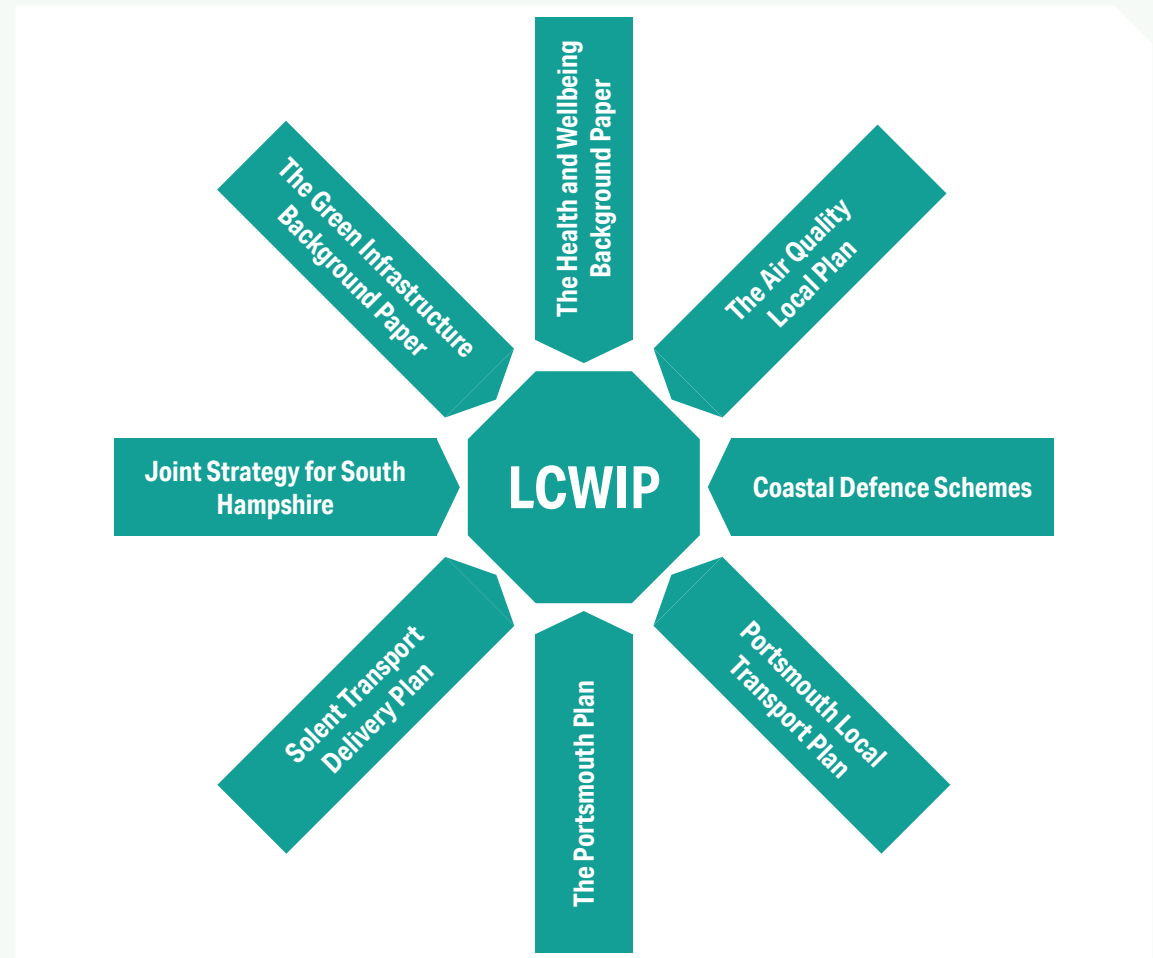 The Health and Wellbeing
Background Paper
The Green Infrastructure
Background Paper
The Air Quality
Local Plan
Joint Strategy for South
Hampshire
LCWIP
Coastal Defence Schemes
Solent Transport
Delivery Plan
The Portsmouth Plan
Portsmouth Local
Transport Plan